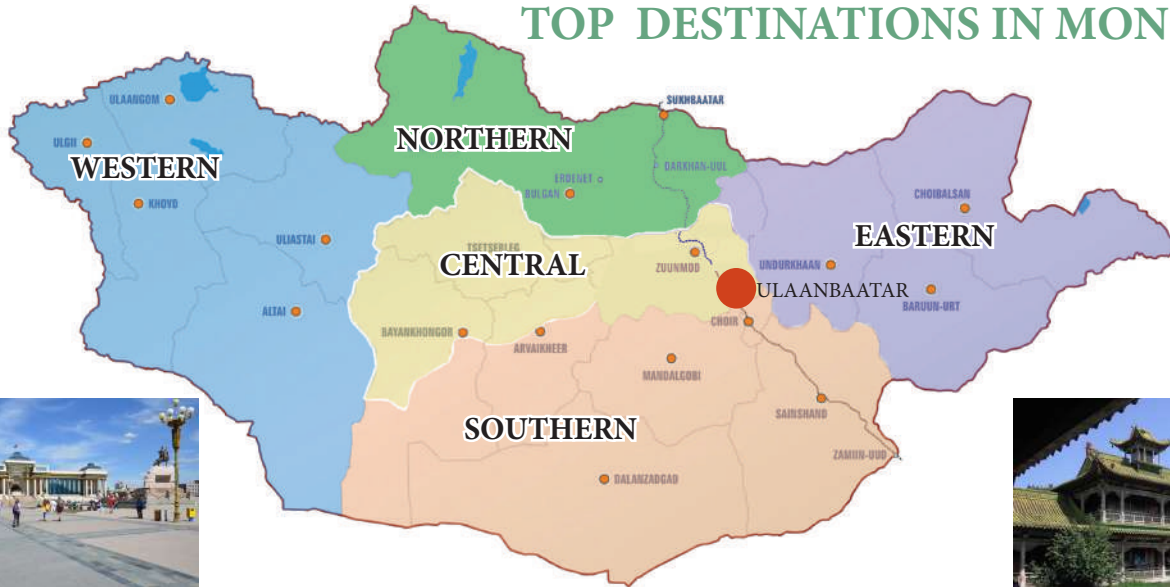 TOP DESTINATIONS IN MON
SUKHBAATAR
ULAANGOM
ULGII
NORTHERN
WESTERN
DARKHAN-UUL
ERDENET
BULGAN
CHOIBALSAN
KHOVD
ULIASTAI
TSETSERLEG
EASTERN
CENTRAL
ZUUNMOD
UNDURKHAAN
ULAANBAATAR
BARUUN-URT
ALTAI
CHOIR
BAYANKHONGOR
ARVAIKHEER
MANDALGOBI
SAINSHAND
SOUTHERN
ZAMIIN-UUD
DALANZADGAD